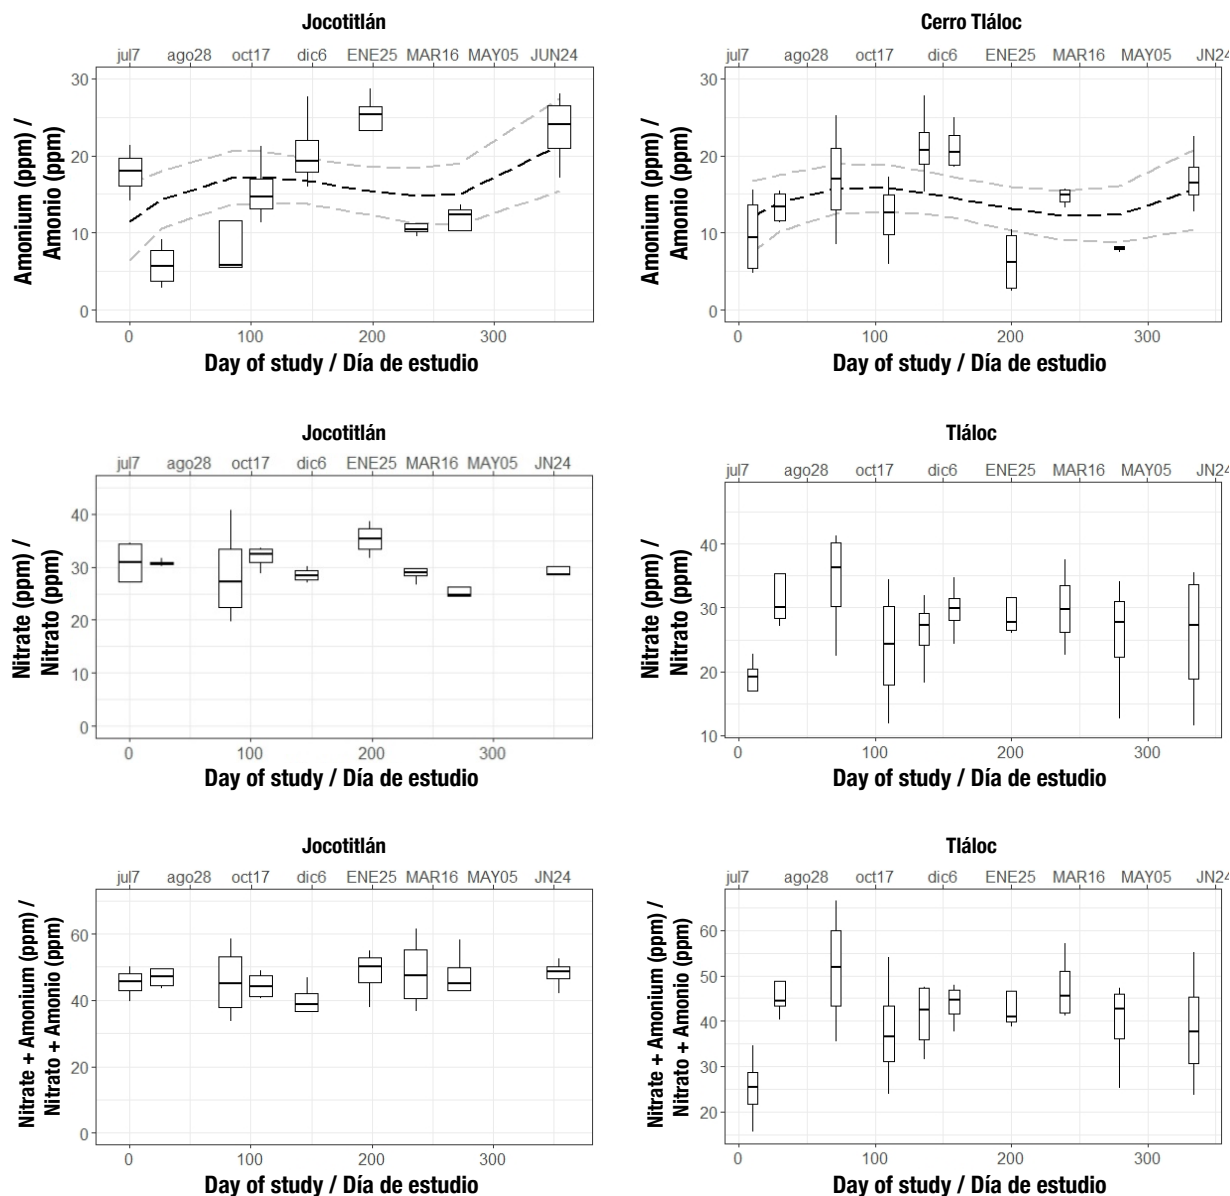 Jocotitlán
jul7 ago28 oct17 dic6 ENE25 MAR16 MAY05 JUN24
Amonium (ppm) /
Amonio (ppm)
30
20
10
0
0 100 200 300
Day of study / Día de estudio
Cerro Tláloc
jul7 ago28 oct17 dic6 ENE25 MAR16 MAY05 JN24
Amonium (ppm) /
Amonio (ppm)
30
20
10
0
0 100 200 300
Day of study / Día de estudio
Jocotitlán
jul7 ago28 oct17 dic6 ENE25 MAR16 MAY05 JN24
Nitrate (ppm) /
Nitrato (ppm)
40
30
20
10
0
0 100 200 300
Day of study / Día de estudio
Tláloc
jul7 ago28 oct17 dic6 ENE25 MAR16 MAY05 JN24
Nitrate (ppm) /
Nitrato (ppm)
40
30
20
10
0 100 200 300
Day of study / Día de estudio
Jocotitlán
jul7 ago28 oct17 dic6 ENE25 MAR16 MAY05 JN24
Nitrate + Amonium (ppm) /
Nitrato + Amonio (ppm)
60
40
20
0
0 100 200 300
Day of study / Día de estudio
Tláloc
jul7 ago28 oct17 dic6 ENE25 MAR16 MAY05 JN24
Nitrate + Amonium (ppm) /
Nitrato + Amonio (ppm)
60
50
40
30
20
0 100 200 300
Day of study / Día de estudio